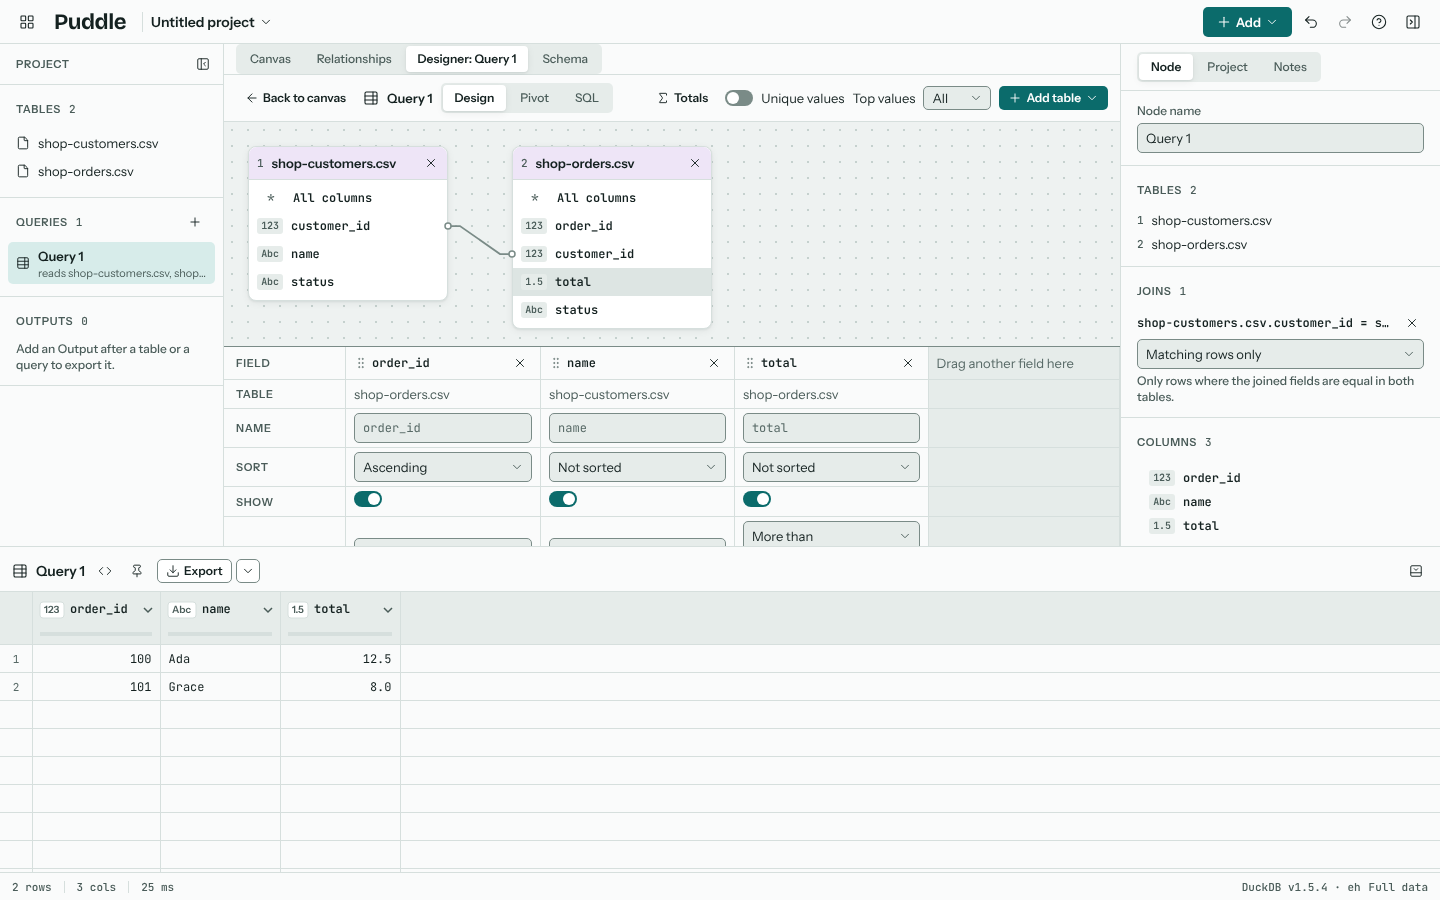 Puddle
Untitled project
Add
PROJECT
TABLES 2
shop-customers.csv
shop-orders.csv
QUERIES 1
Query 1
reads shop-customers.csv, shop...
OUTPUTS 0
Add an Output after a table or a
query to export it.
Canvas Relationships Designer: Query 1 Schema
Back to canvas Query 1 Design Pivot SQL Totals Unique values Top values All Add table
1 shop-customers.csv
* All columns
123 customer_id
Abc name
Abc status
2 shop-orders.csv
* All columns
123 order_id
123 customer_id
1.5 total
Abc status
FIELD order_id name total Drag another field here
TABLE shop-orders.csv shop-customers.csv shop-orders.csv
NAME order_id name total
SORT Ascending Not sorted Not sorted
SHOW
More than
Node Project Notes
Node name
Query 1
TABLES 2
1 shop-customers.csv
2 shop-orders.csv
JOINS 1
shop-customers.csv.customer_id = s…
Matching rows only
Only rows where the joined fields are equal in both
tables.
COLUMNS 3
123 order_id
Abc name
1.5 total
Query 1 Export
123 order_id Abc name 1.5 total
1 100 Ada 12.5
2 101 Grace 8.0
2 rows 3 cols 25 ms
DuckDB v1.5.4 · eh Full data